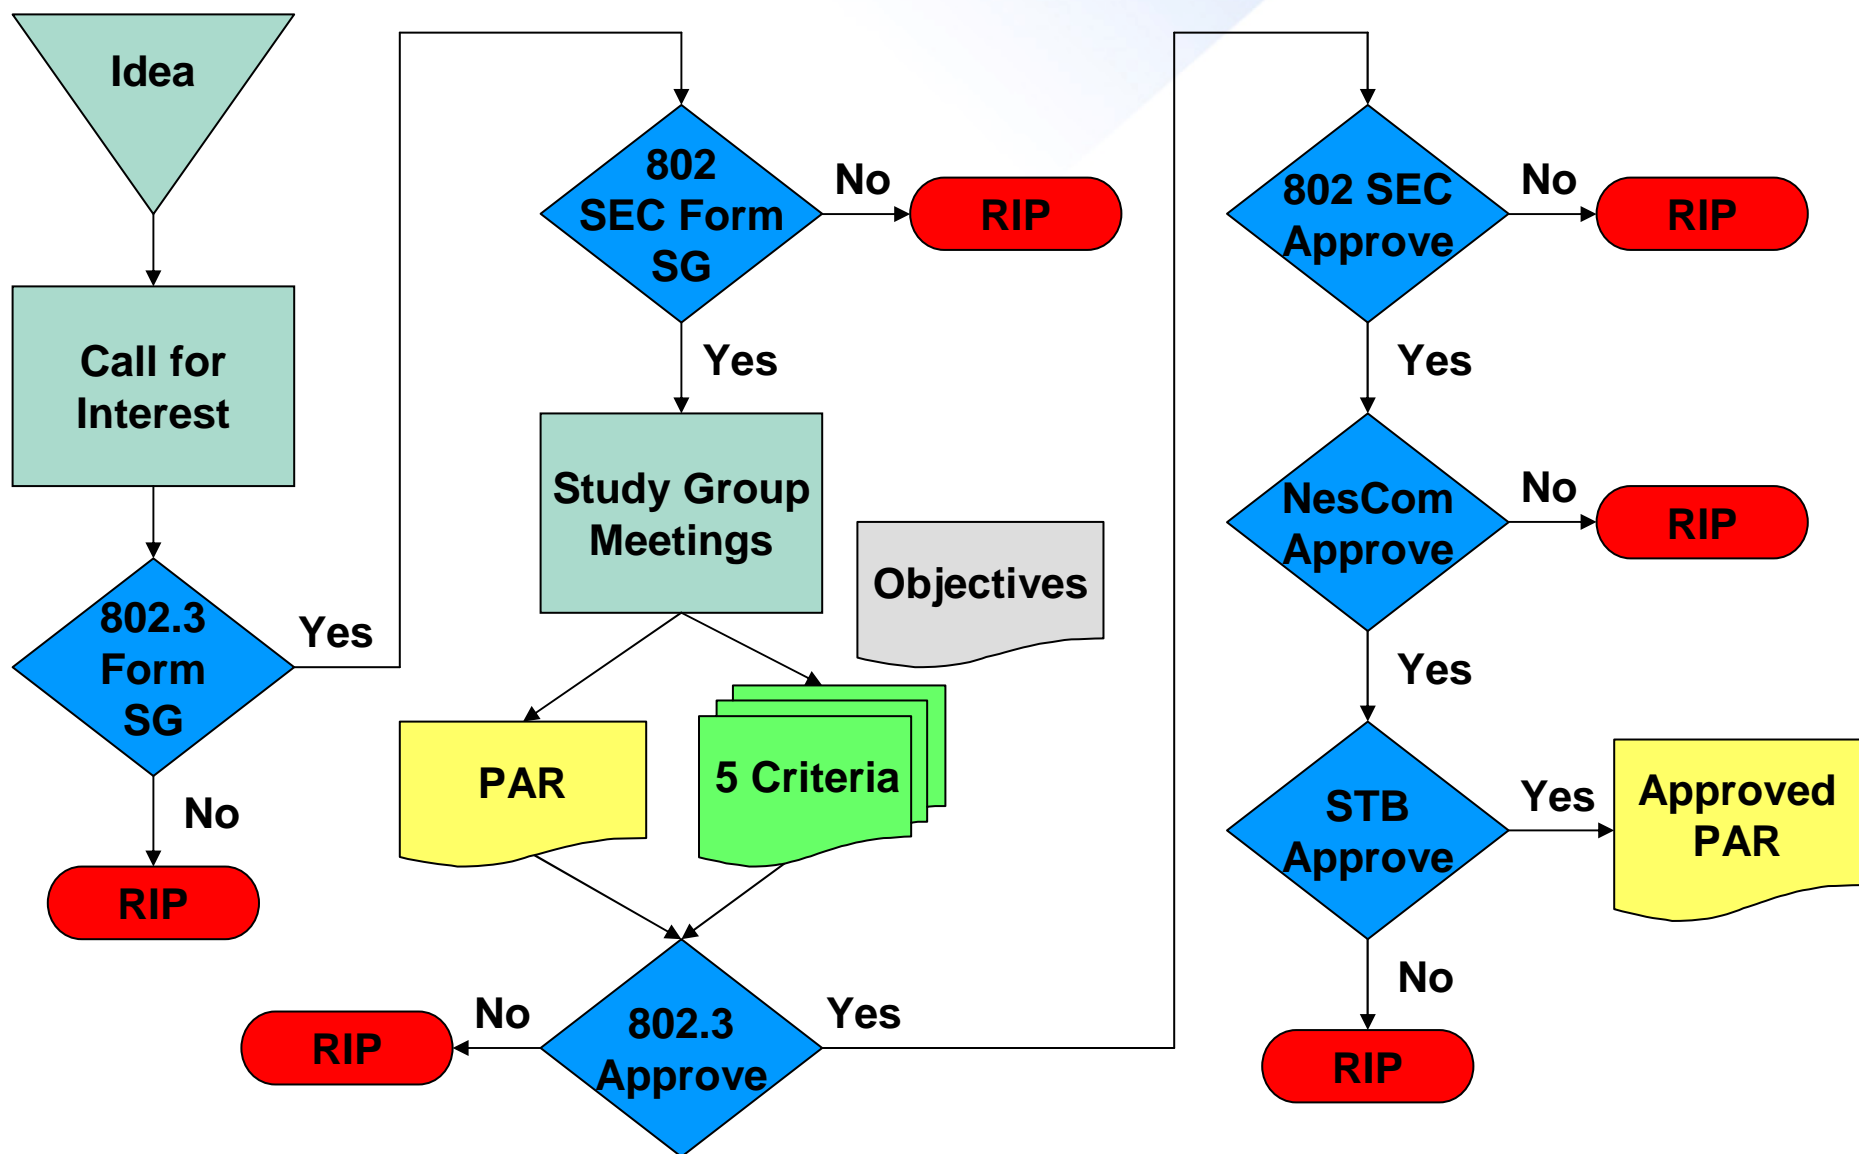 Idea
Call for
Interest
802.3
Form
SG
Yes
No
RIP
802
SEC Form
SG
No
RIP
Yes
Study Group
Meetings
Objectives
PAR
5 Criteria
802.3
Approve
No
RIP
Yes
802 SEC
Approve
No
RIP
Yes
NesCom
Approve
No
RIP
Yes
STB
Approve
Yes
Approved
PAR
No
RIP